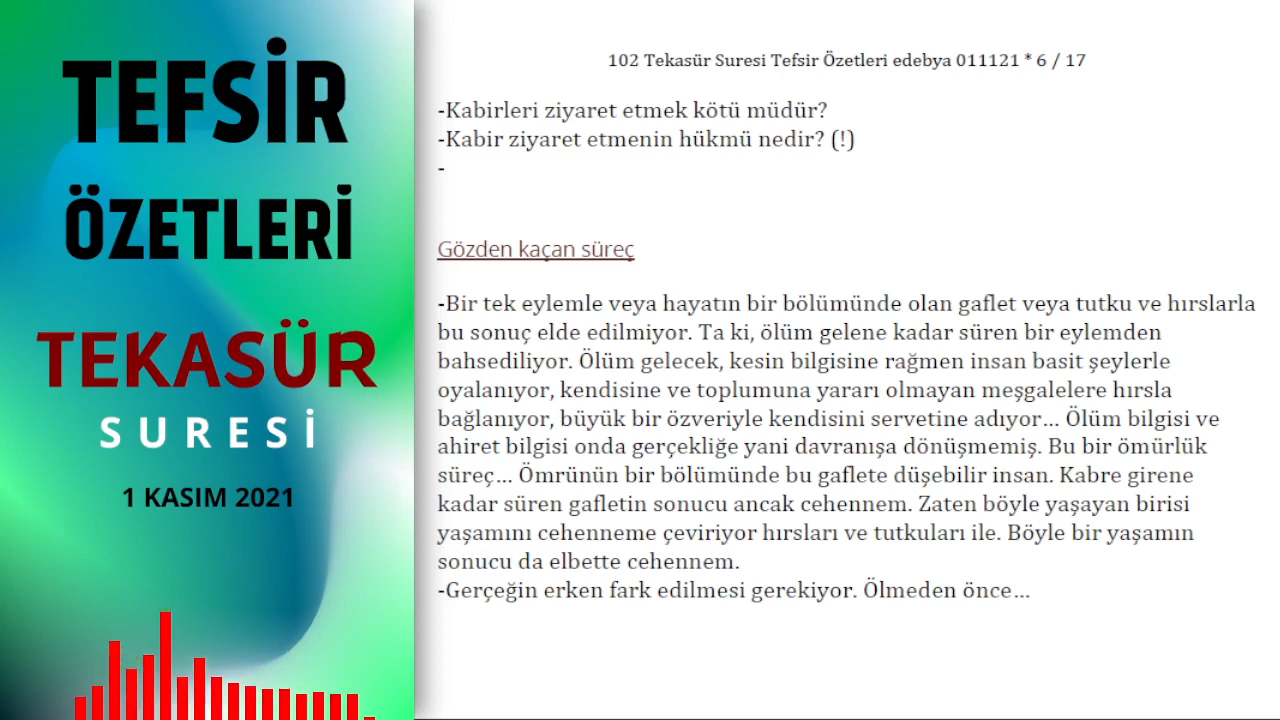 TEFSİR
ÖZETLERİ
TEKASÜR
SURESİ
1 KASIM 2021
102 Tekasür Suresi Tefsir Özetleri edebya 011121 * 6 / 17
-Kabirleri ziyaret etmek kötü müdür?
-Kabir ziyaret etmenin hükmü nedir? (!)
-
Gözden kaçan süreç
-Bir tek eylemle veya hayatın bir bölümünde olan gaflet veya tutku ve hırslarla
bu sonuç elde edilmiyor. Ta ki, ölüm gelene kadar süren bir eylemden
bahsediliyor. Ölüm gelecek, kesin bilgisine rağmen insan basit şeylerle
oyalanıyor, kendisine ve toplumuna yararı olmayan meşgalelere hırsla
bağlanıyor, büyük bir özveriyle kendisini servetine adıyor… Ölüm bilgisi ve
ahiret bilgisi onda gerçekliğe yani davranışa dönüşmemiş. Bu bir ömürlük
süreç… Ömrünün bir bölümünde bu gaflete düşebilir insan. Kabre girene
kadar süren gafletin sonucu ancak cehennem. Zaten böyle yaşayan birisi
yaşamını cehenneme çeviriyor hırsları ve tutkuları ile. Böyle bir yaşamın
sonucu da elbette cehennem.
-Gerçeğin erken fark edilmesi gerekiyor. Ölmeden önce…